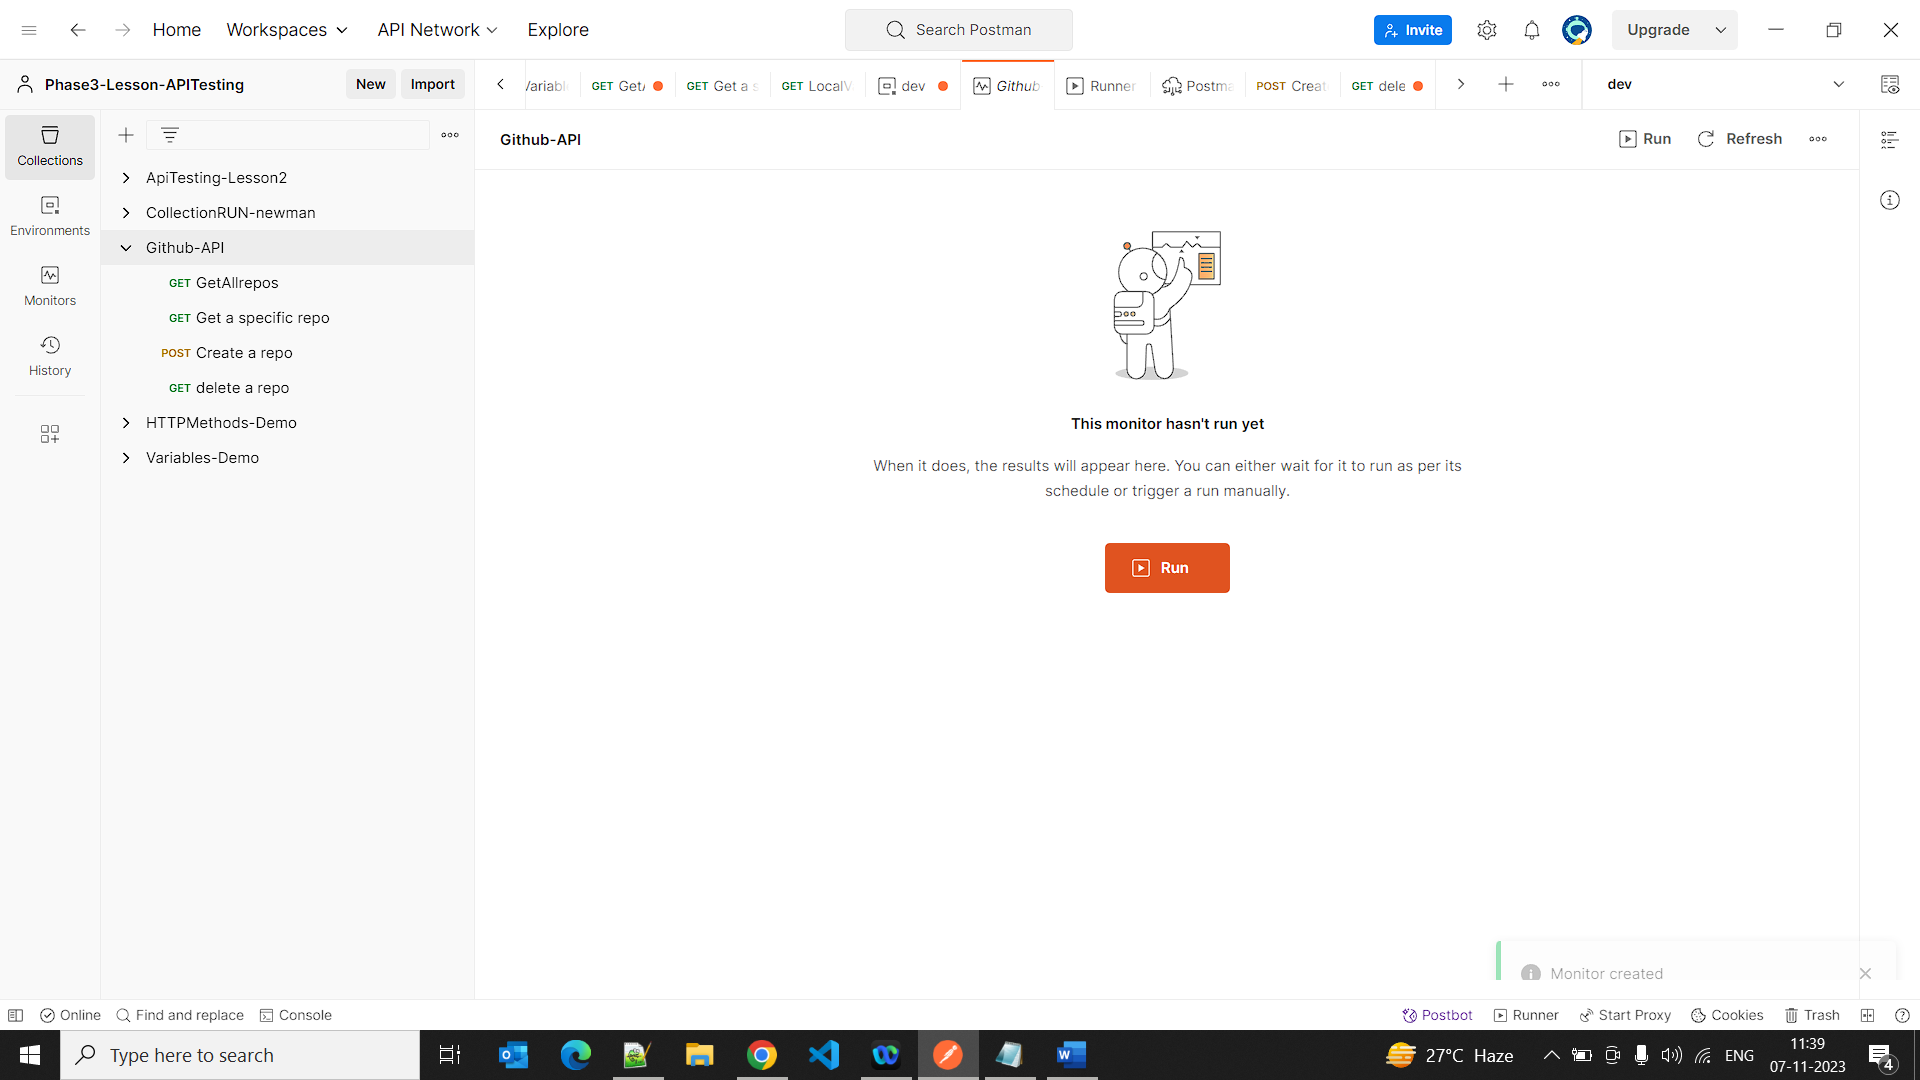 Home
Workspaces
API Network
Explore
Search Postman
Invite
Upgrade
Phase3-Lesson-APITesting
New
Import
GET
GET Get a
GET
dev
Github
Runner
POST
GET
dev
Collections
Environments
Monitors
History
ApiTesting-Lesson2
CollectionRUN-newman
Github-API
GET GetAllrepos
GET Get a specific repo
POST Create a repo
GET delete a repo
HTTPMethods-Demo
Variables-Demo
Github-API
Run
Refresh
This monitor hasn't run yet
When it does, the results will appear here. You can either wait for it to run as per its
schedule or trigger a run manually.
Run
Monitor created
Online
Find and replace
Console
Postbot
Runner
Start Proxy
Cookies
Trash
Type here to search
27°C Haze
ENG
11:39
07-11-2023
4